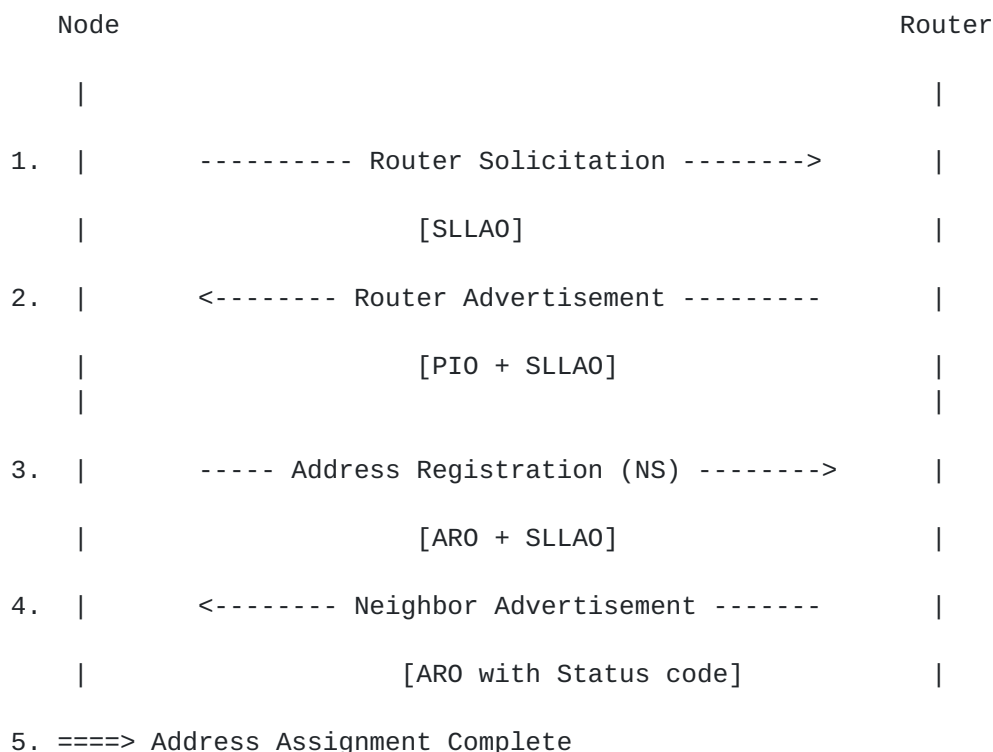 Node Router
| |
1. | ---------- Router Solicitation --------> |
| [SLLAO] |
2. | <-------- Router Advertisement --------- |
| [PIO + SLLAO] |
| |
3. | ----- Address Registration (NS) --------> |
| [ARO + SLLAO] |
4. | <-------- Neighbor Advertisement ------- |
| [ARO with Status code] |
5. ====> Address Assignment Complete